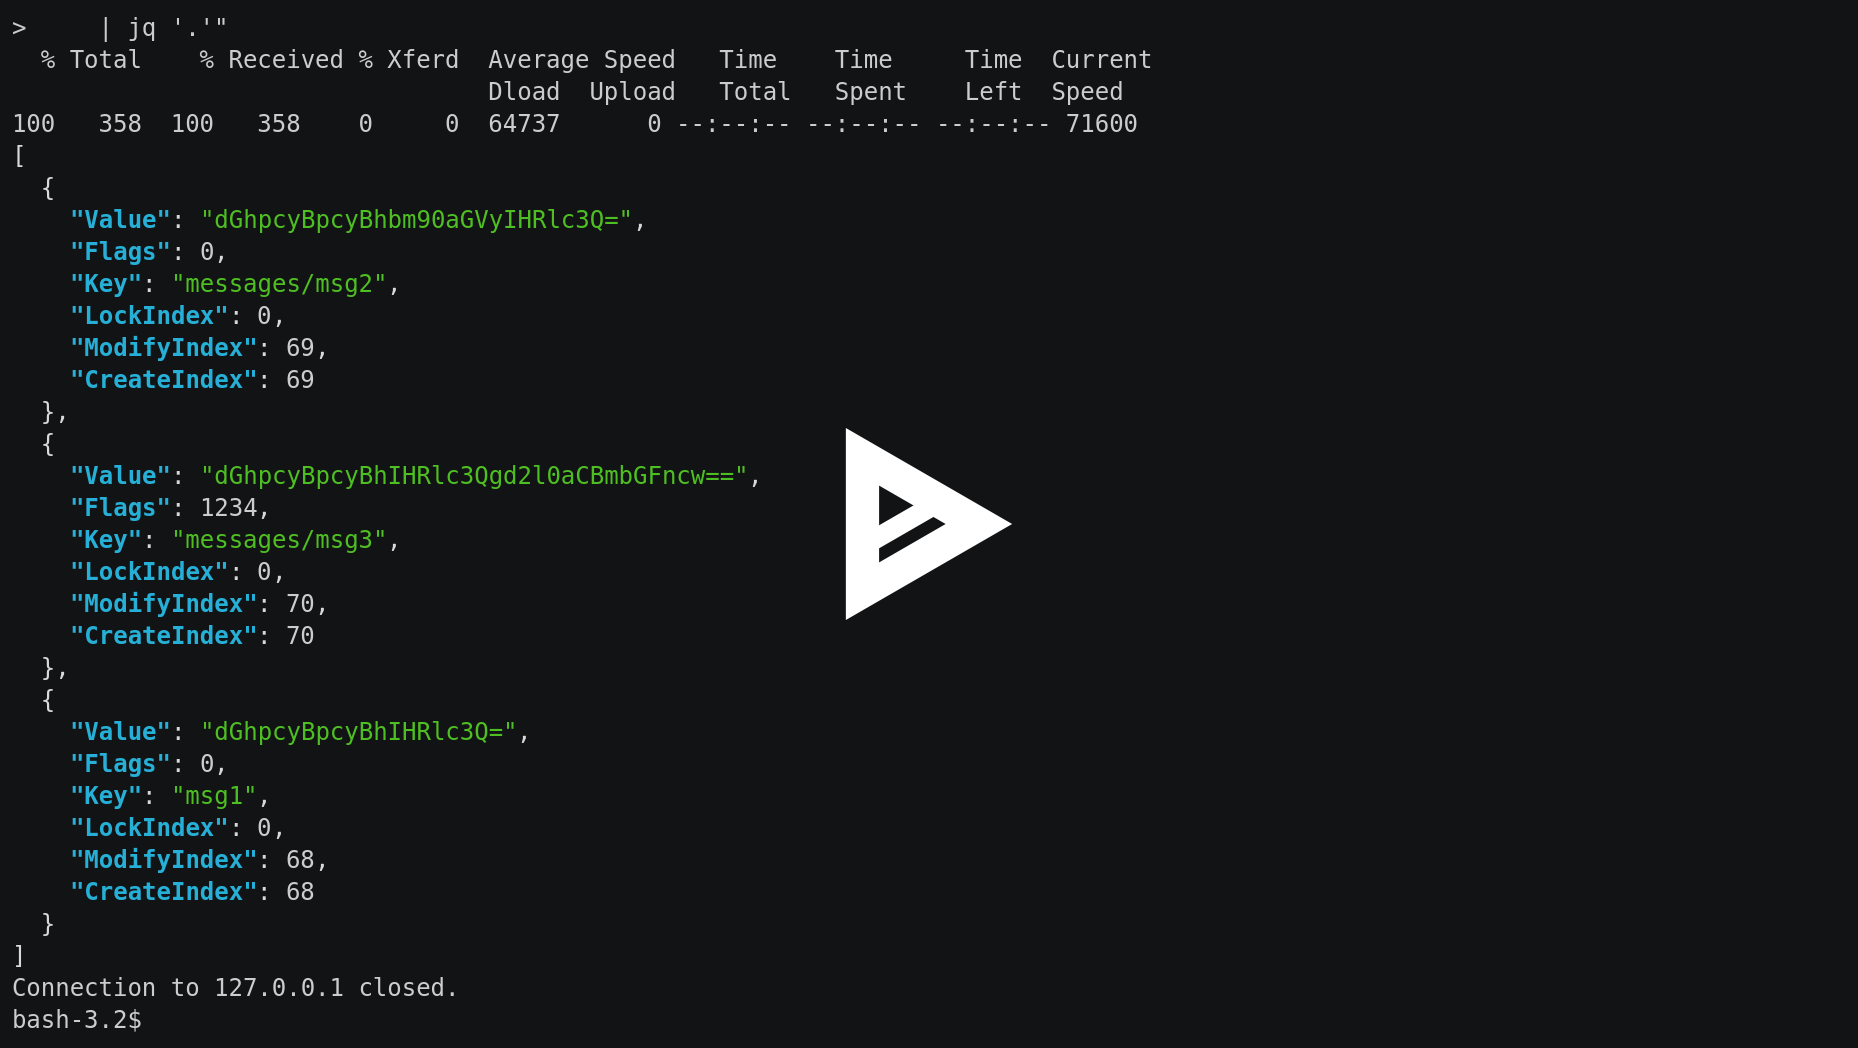 >     | jq '.'"
  % Total    % Received % Xferd  Average Speed   Time    Time     Time  Current
                                 Dload  Upload   Total   Spent    Left  Speed
100   358  100   358    0     0  64737      0 --:--:-- --:--:-- --:--:-- 71600
[
  {
    "Value": "dGhpcyBpcyBhbm90aGVyIHRlc3Q=",
    "Flags": 0,
    "Key": "messages/msg2",
    "LockIndex": 0,
    "ModifyIndex": 69,
    "CreateIndex": 69
  },
  {
    "Value": "dGhpcyBpcyBhIHRlc3Qgd2l0aCBmbGFncw==",
    "Flags": 1234,
    "Key": "messages/msg3",
    "LockIndex": 0,
    "ModifyIndex": 70,
    "CreateIndex": 70
  },
  {
    "Value": "dGhpcyBpcyBhIHRlc3Q=",
    "Flags": 0,
    "Key": "msg1",
    "LockIndex": 0,
    "ModifyIndex": 68,
    "CreateIndex": 68
  }
]
Connection to 127.0.0.1 closed.
bash-3.2$